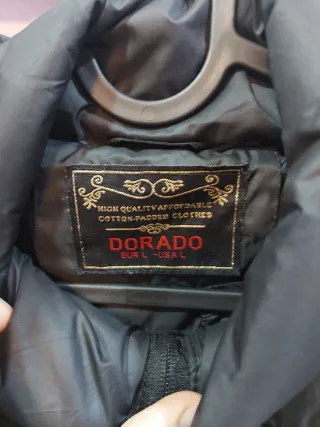 HIGH QUALITY AFFORDABLE
COTTON-PADDED CLOTHES
DORADO
EUR L -USA L